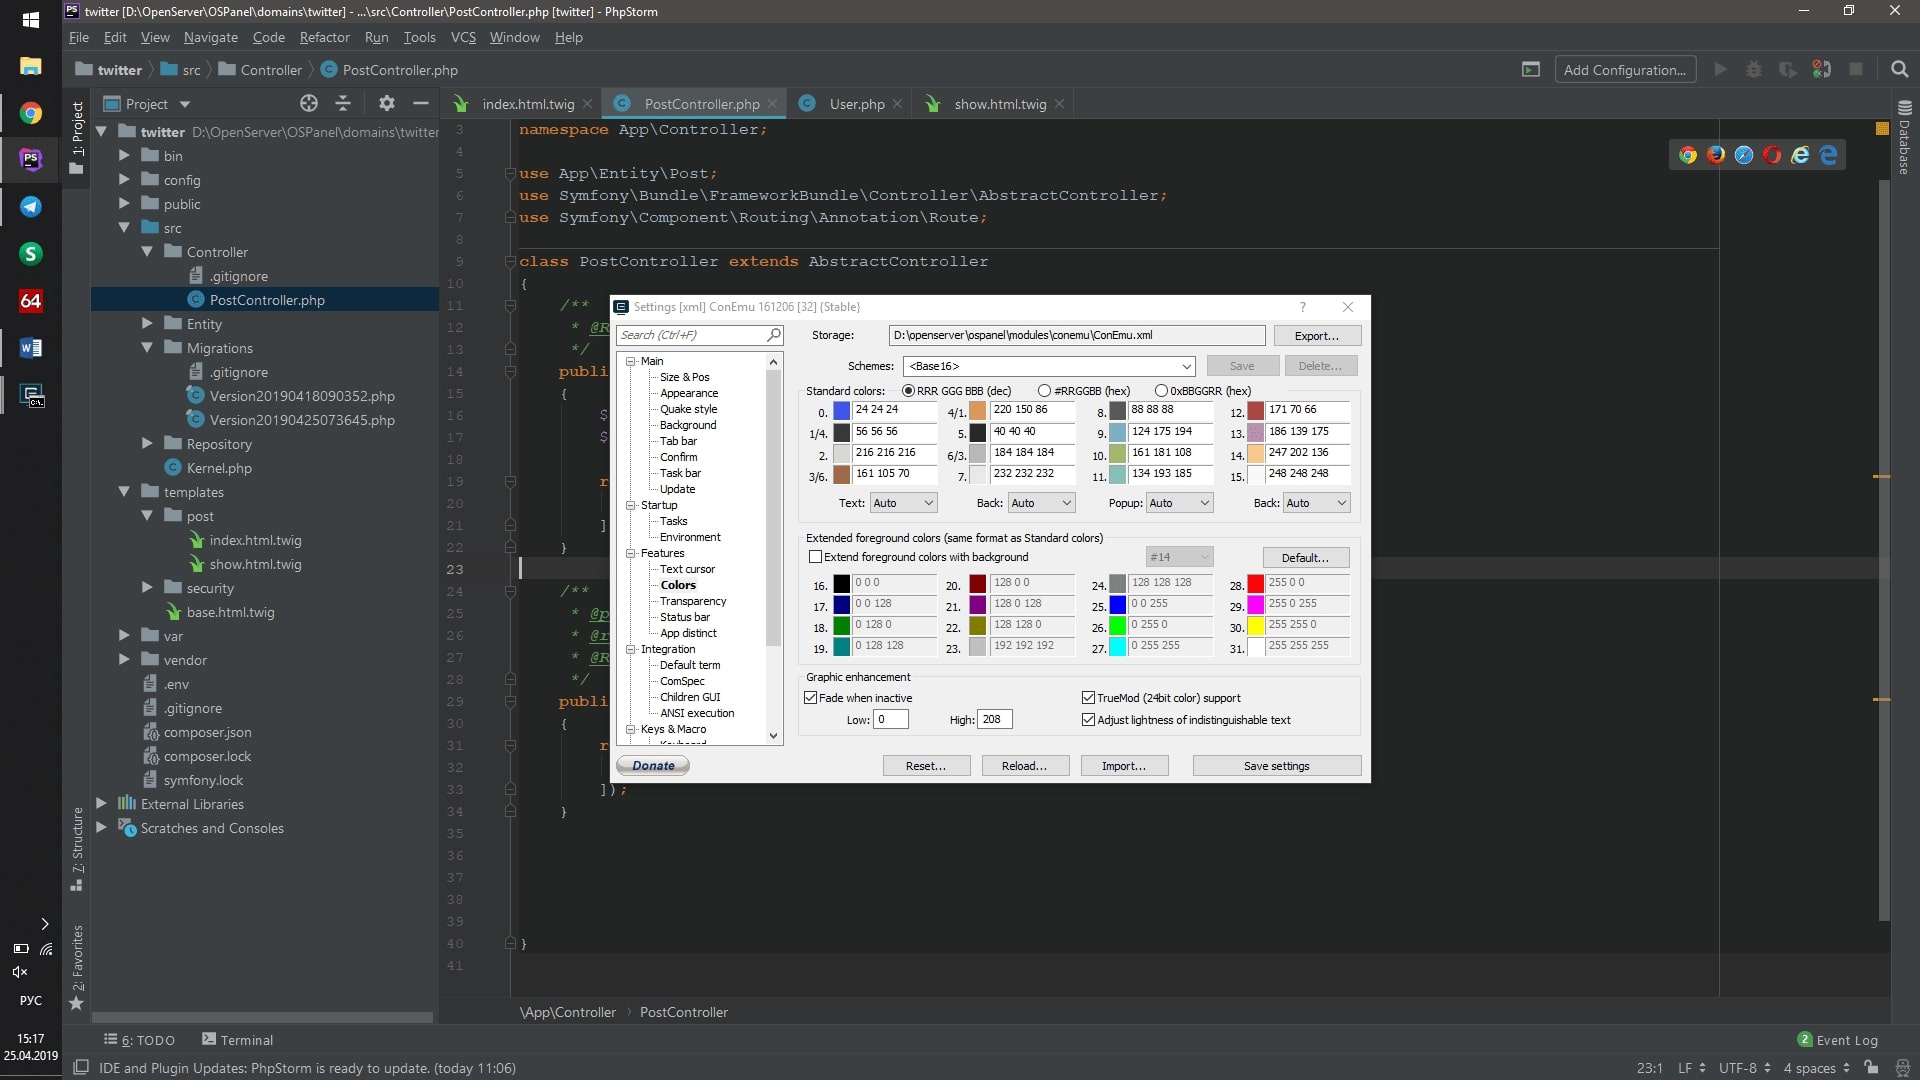 twitter [D:\OpenServer\OSPanel\domains\twitter] - ...\src\Controller\PostController.php [twitter] - PhpStorm
File Edit View Navigate Code Refactor Run Tools VCS Window Help
twitter src Controller PostController.php
Add Configuration...
Project
index.html.twig PostController.php User.php show.html.twig
1: Project
7: Structure
2: Favorites
Database
twitter D:\OpenServer\OSPanel\domains\twitter
bin
config
public
src
Controller
.gitignore
PostController.php
Entity
Migrations
.gitignore
Version20190418090352.php
Version20190425073645.php
Repository
Kernel.php
templates
post
index.html.twig
show.html.twig
security
base.html.twig
var
vendor
.env
.gitignore
composer.json
composer.lock
symfony.lock
External Libraries
Scratches and Consoles
3 namespace App\Controller;
4
5 use App\Entity\Post;
6 use Symfony\Bundle\FrameworkBundle\Controller\AbstractController;
7 use Symfony\Component\Routing\Annotation\Route;
8
9 class PostController extends AbstractController
10 {
11 /**
12 * @R
13 */
14 publi
15 {
16 $
17 $
18
19 r
20
21 ]
22 }
23
24 /**
25 * @p
26 * @r
27 * @R
28 */
29 publi
30 {
31 r
32
33 ]);
34 }
35
36
37
38
39
40 }
41
Settings [xml] ConEmu 161206 [32] {Stable}
?
Search (Ctrl+F)
Main
Size & Pos
Appearance
Quake style
Background
Tab bar
Confirm
Task bar
Update
Startup
Tasks
Environment
Features
Text cursor
Colors
Transparency
Status bar
App distinct
Integration
Default term
ComSpec
Children GUI
ANSI execution
Keys & Macro
Storage: D:\openserver\ospanel\modules\conemu\ConEmu.xml Export...
Schemes: <Base16> Save Delete...
Standard colors: RRR GGG BBB (dec) #RRGGBB (hex) 0xBBGGRR (hex)
0. 24 24 24 4/1. 220 150 86 8. 88 88 88 12. 171 70 66
1/4. 56 56 56 5. 40 40 40 9. 124 175 194 13. 186 139 175
2. 216 216 216 6/3. 184 184 184 10. 161 181 108 14. 247 202 136
3/6. 161 105 70 7. 232 232 232 11. 134 193 185 15. 248 248 248
Text: Auto Back: Auto Popup: Auto Back: Auto
Extended foreground colors (same format as Standard colors)
Extend foreground colors with background #14 Default...
16. 0 0 0 20. 128 0 0 24. 128 128 128 28. 255 0 0
17. 0 0 128 21. 128 0 128 25. 0 0 255 29. 255 0 255
18. 0 128 0 22. 128 128 0 26. 0 255 0 30. 255 255 0
19. 0 128 128 23. 192 192 192 27. 0 255 255 31. 255 255 255
Graphic enhancement
Fade when inactive TrueMod (24bit color) support
Low: 0 High: 208 Adjust lightness of indistinguishable text
Donate Reset... Reload... Import... Save settings
\App\Controller PostController
6: TODO Terminal
2 Event Log
IDE and Plugin Updates: PhpStorm is ready to update. (today 11:06)
23:1 LF UTF-8 4 spaces
PS
S
64
РУС
15:17
25.04.2019